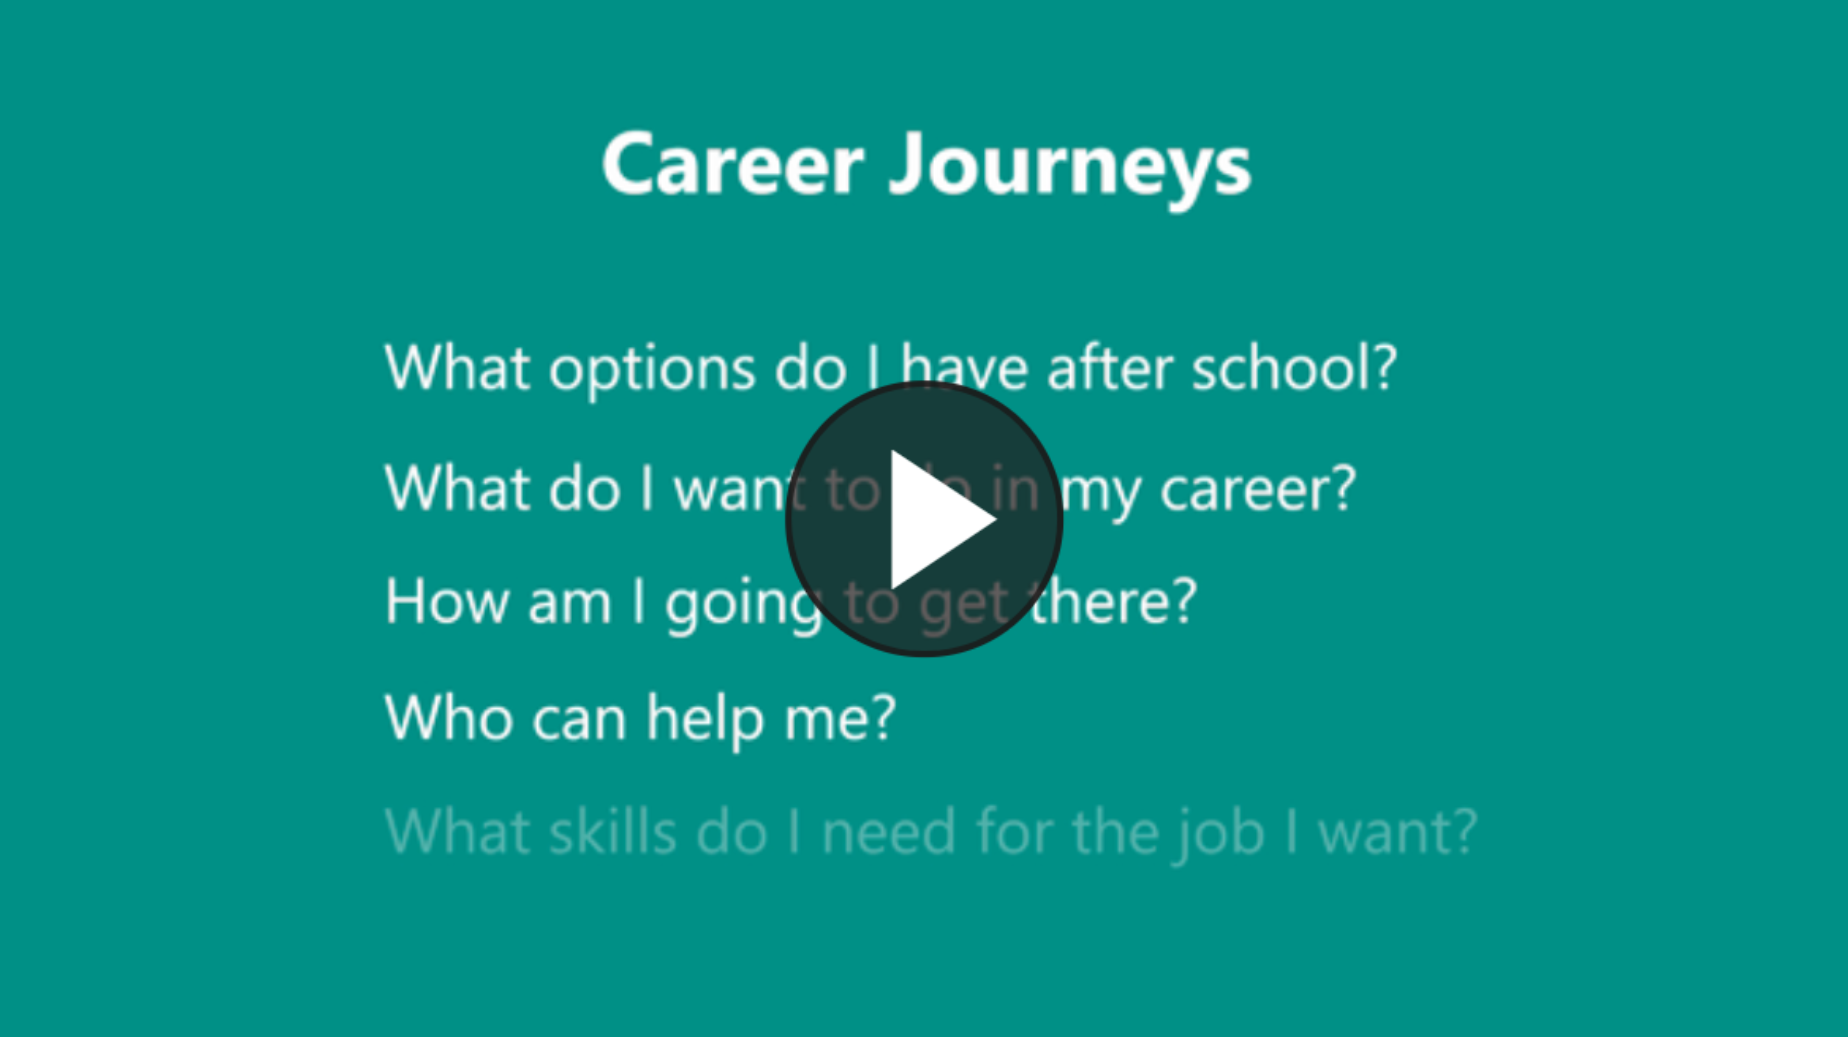 Career Journeys
What options do I have after school?
What do I want to do in my career?
How am I going to get there?
Who can help me?
What skills do I need for the job I want?